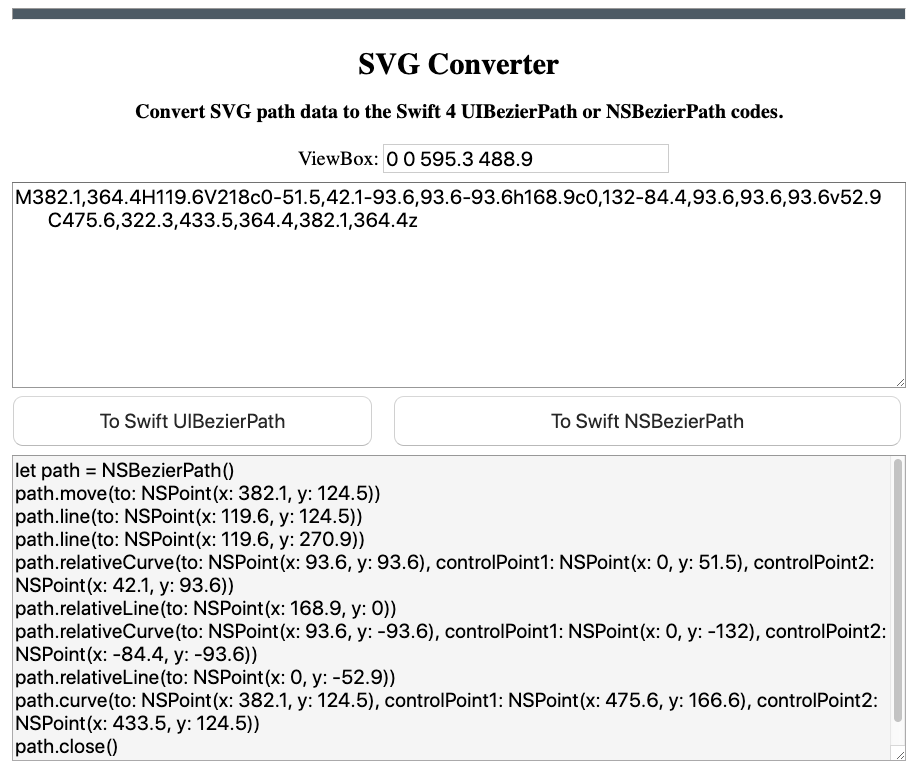 SVG Converter
Convert SVG path data to the Swift 4 UIBezierPath or NSBezierPath codes.
ViewBox: 0 0 595.3 488.9
M382.1,364.4H119.6V218c0-51.5,42.1-93.6,93.6-93.6h168.9c0,132-84.4,93.6,93.6,93.6v52.9
C475.6,322.3,433.5,364.4,382.1,364.4z
To Swift UIBezierPath
To Swift NSBezierPath
let path = NSBezierPath()
path.move(to: NSPoint(x: 382.1, y: 124.5))
path.line(to: NSPoint(x: 119.6, y: 124.5))
path.line(to: NSPoint(x: 119.6, y: 270.9))
path.relativeCurve(to: NSPoint(x: 93.6, y: 93.6), controlPoint1: NSPoint(x: 0, y: 51.5), controlPoint2:
NSPoint(x: 42.1, y: 93.6))
path.relativeLine(to: NSPoint(x: 168.9, y: 0))
path.relativeCurve(to: NSPoint(x: 93.6, y: -93.6), controlPoint1: NSPoint(x: 0, y: -132), controlPoint2:
NSPoint(x: -84.4, y: -93.6))
path.relativeLine(to: NSPoint(x: 0, y: -52.9))
path.curve(to: NSPoint(x: 382.1, y: 124.5), controlPoint1: NSPoint(x: 475.6, y: 166.6), controlPoint2:
NSPoint(x: 433.5, y: 124.5))
path.close()